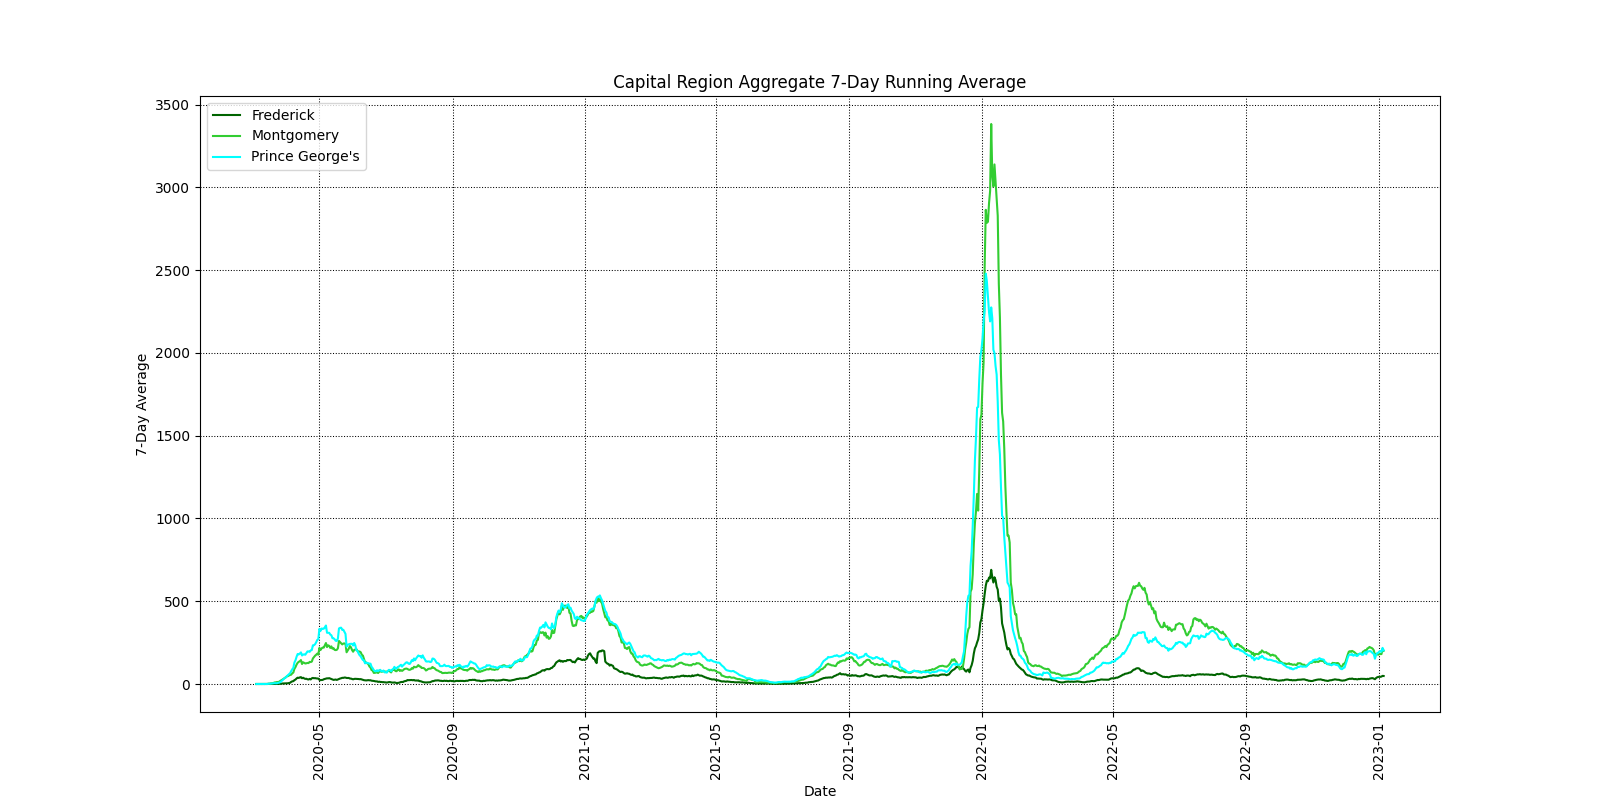 Capital Region Aggregate 7-Day Running Average
Frederick
Montgomery
Prince George's
3500
3000
2500
2000
1500
1000
500
0
7-Day Average
2020-05
2020-09
2021-01
2021-05
2021-09
2022-01
2022-05
2022-09
2023-01
Date